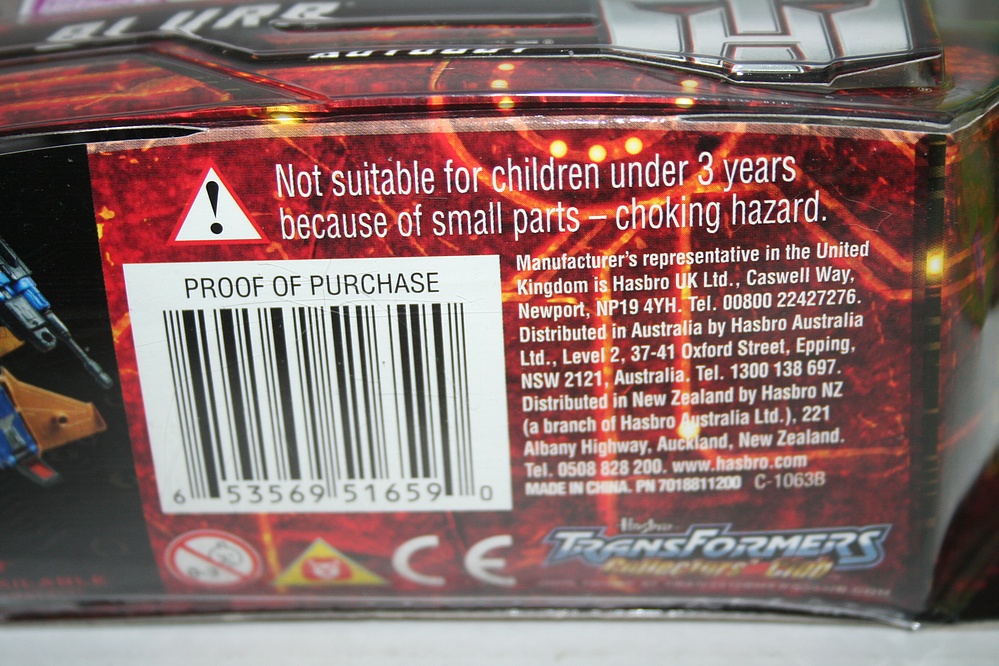 BLURR
AUTOBOT®
Not suitable for children under 3 years
because of small parts – choking hazard.
PROOF OF PURCHASE
6 53569 51659 0
Manufacturer's representative in the United
Kingdom is Hasbro UK Ltd., Caswell Way,
Newport, NP19 4YH. Tel. 00800 22427276.
Distributed in Australia by Hasbro Australia
Ltd., Level 2, 37-41 Oxford Street, Epping,
NSW 2121, Australia. Tel. 1300 138 697.
Distributed in New Zealand by Hasbro NZ
(a branch of Hasbro Australia Ltd.), 221
Albany Highway, Auckland, New Zealand.
Tel. 0508 828 200. www.hasbro.com
MADE IN CHINA. PN 7018811200 C-1063B
0-3
CE
Hasbro
TRANSFORMERS
Collectors' Club